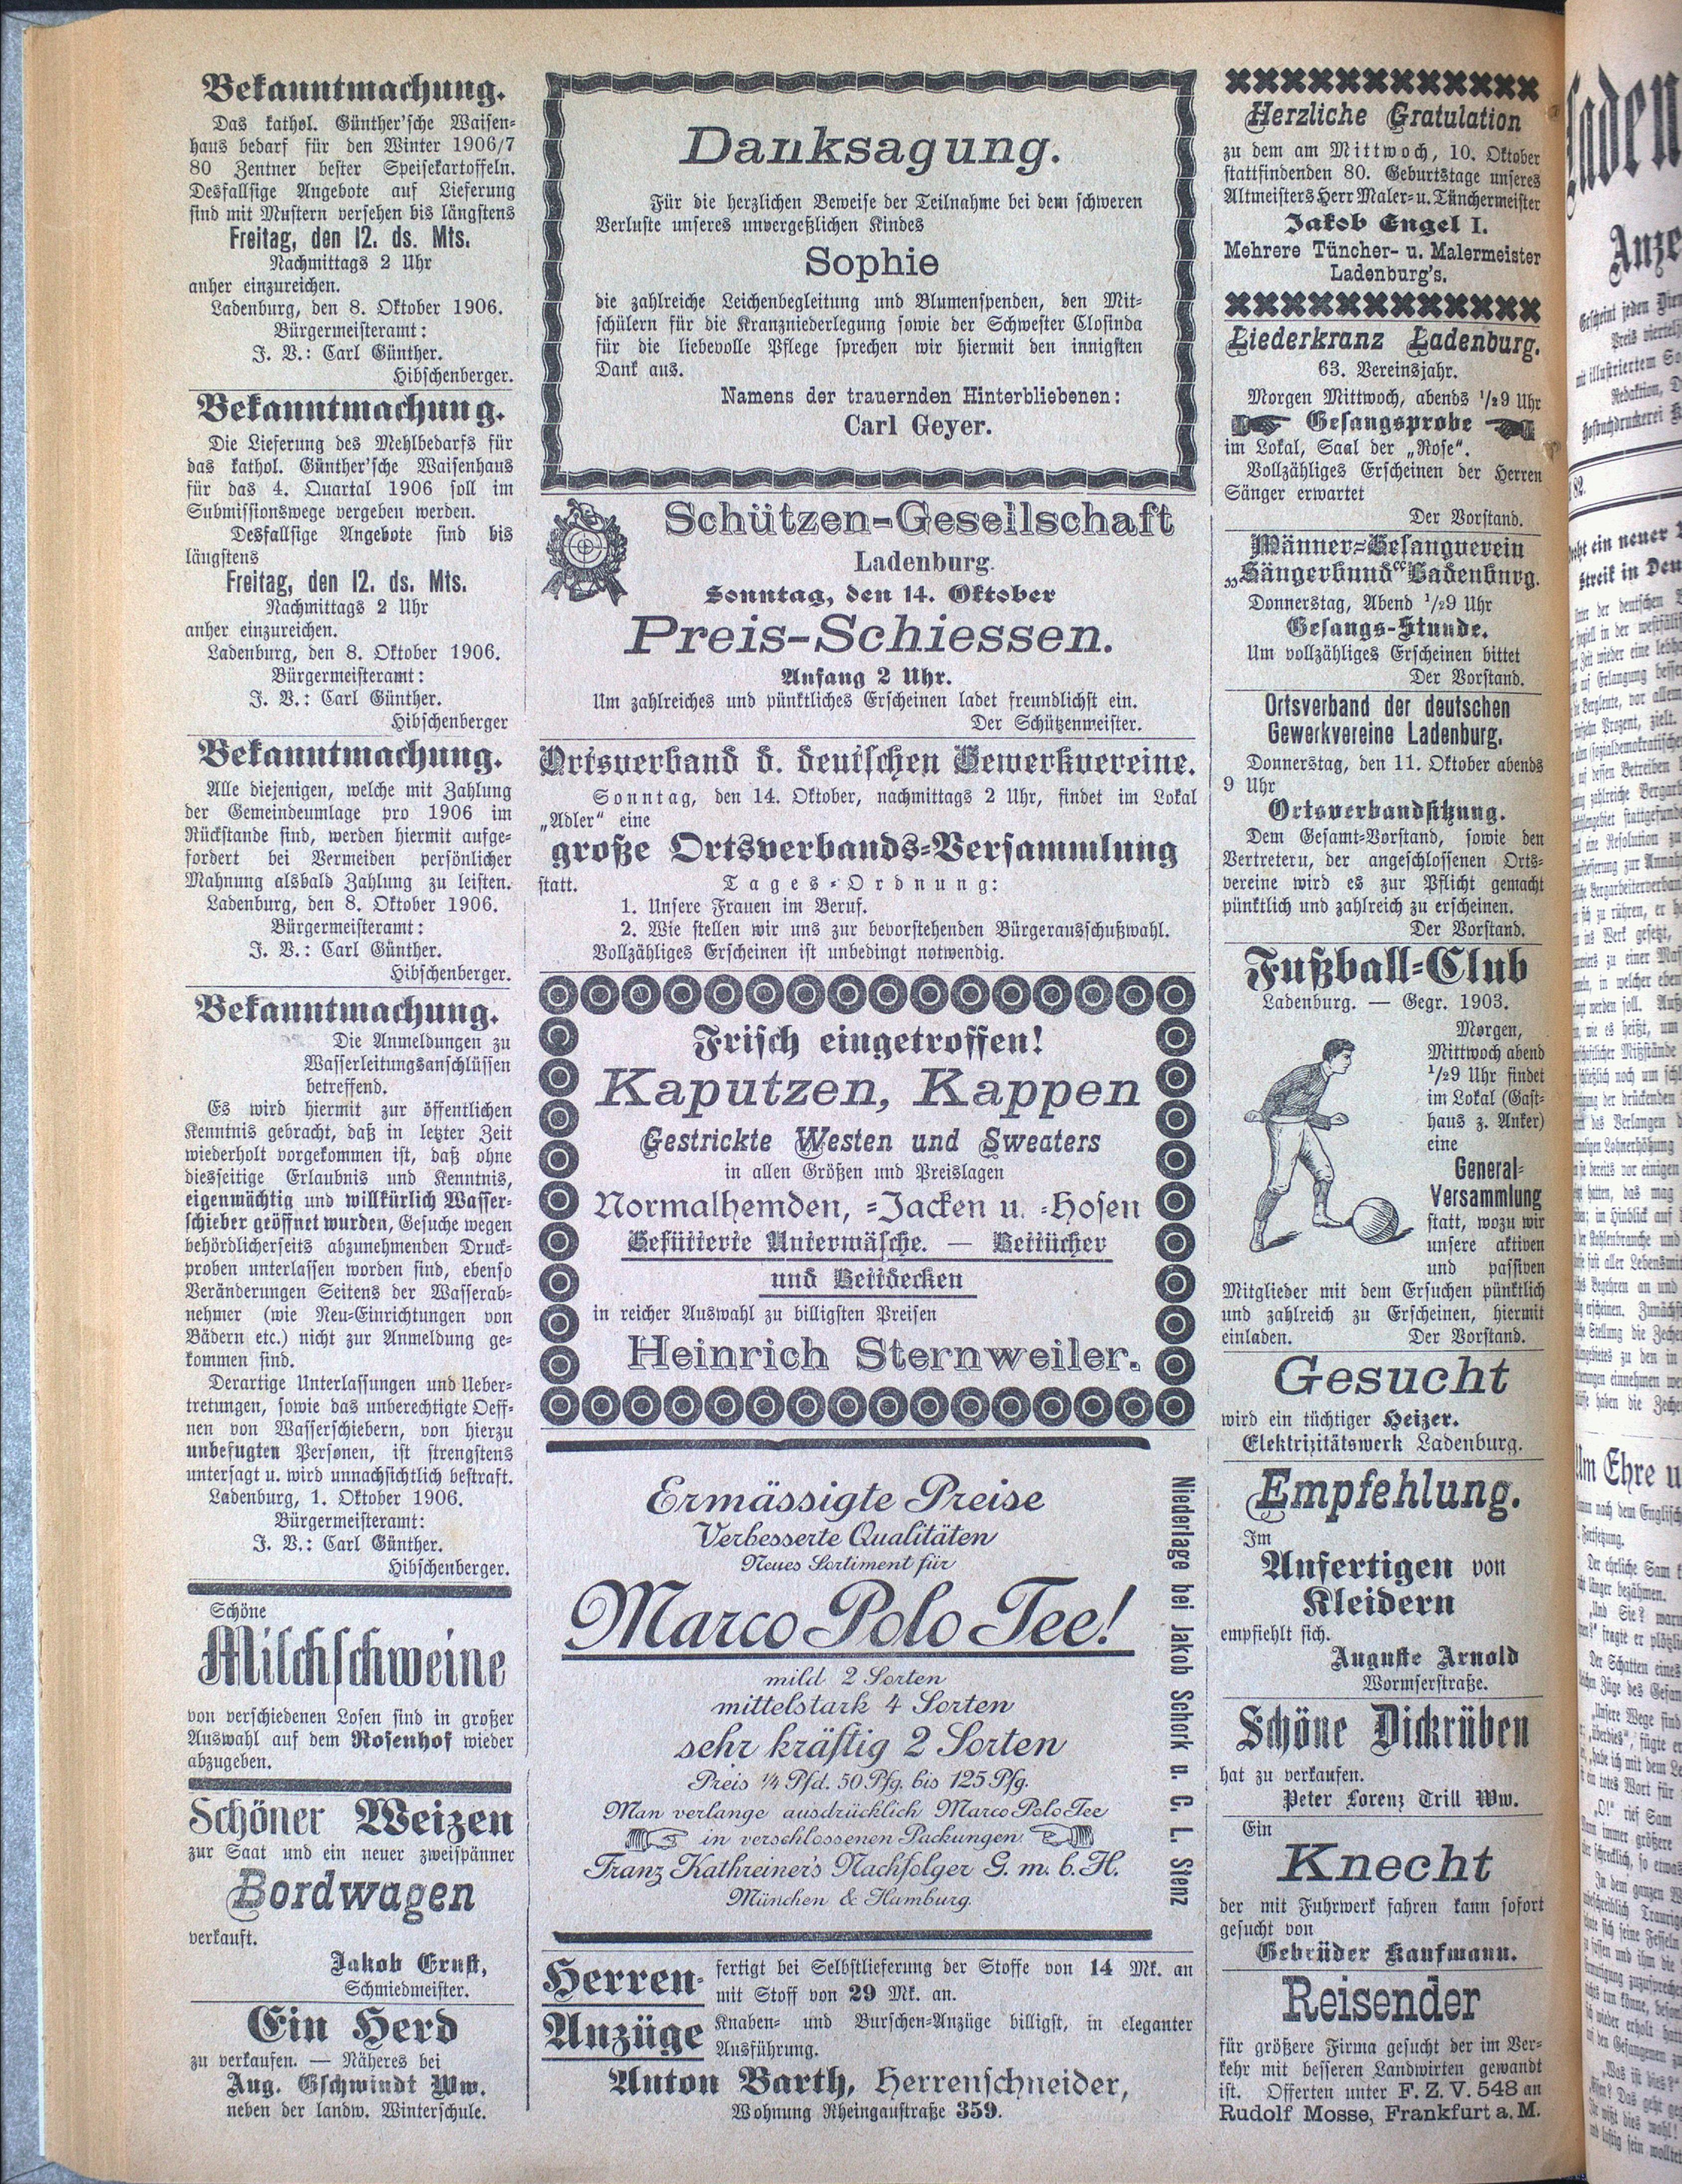 Bekanntmachung.
Das kathol. Günther'sche Waisen-
haus bedarf für den Winter 1906/7
80 Zentner bester Speisekartoffeln.
Desfallsige Angebote auf Lieferung
sind mit Mustern versehen bis längstens
Freitag, den 12. ds. Mts.
Nachmittags 2 Uhr
anher einzureichen.
Ladenburg, den 8. Oktober 1906.
Bürgermeisteramt:
J. V.: Carl Günther.
Hibschenberger.
Bekanntmachung.
Die Lieferung des Mehlbedarfs für
das kathol. Günther'sche Waisenhaus
für das 4. Quartal 1906 soll im
Submissionswege vergeben werden.
Desfallsige Angebote sind bis
längstens
Freitag, den 12. ds. Mts.
Nachmittags 2 Uhr
anher einzureichen.
Ladenburg, den 8. Oktober 1906.
Bürgermeisteramt:
J. V.: Carl Günther.
Hibschenberger
Bekanntmachung.
Alle diejenigen, welche mit Zahlung
der Gemeindeumlage pro 1906 im
Rückstande sind, werden hiermit aufge-
fordert bei Vermeiden persönlicher
Mahnung alsbald Zahlung zu leisten.
Ladenburg, den 8. Oktober 1906.
Bürgermeisteramt:
J. V.: Carl Günther.
Hibschenberger.
Bekanntmachung.
Die Anmeldungen zu
Wasserleitungsanschlüssen
betreffend.
Es wird hiermit zur öffentlichen
Kenntnis gebracht, daß in letzter Zeit
wiederholt vorgekommen ist, daß ohne
diesseitige Erlaubnis und Kenntnis,
eigenmächtig und willkürlich Wasser-
schieber geöffnet wurden, Gesuche wegen
behördlicherseits abzunehmenden Druck-
proben unterlassen worden sind, ebenso
Veränderungen Seitens der Wasserab-
nehmer (wie Neu-Einrichtungen von
Bädern etc.) nicht zur Anmeldung ge-
kommen sind.
Derartige Unterlassungen und Ueber-
tretungen, sowie das unberechtigte Oeff-
nen von Wasserschiebern, von hierzu
unbefugten Personen, ist strengstens
untersagt u. wird unnachsichtlich bestraft.
Ladenburg, 1. Oktober 1906.
Bürgermeisteramt:
J. V.: Carl Günther.
Hibschenberger.
Schöne
Milchschweine
von verschiedenen Losen sind in großer
Auswahl auf dem Rosenhof wieder
abzugeben.
Schöner Weizen
zur Saat und ein neuer zweispänner
Bordwagen
verkauft.
Jakob Ernst,
Schmiedmeister.
Ein Herd
zu verkaufen. — Näheres bei
Aug. Gschwindt Ww.
neben der landw. Winterschule.
Danksagung.
Für die herzlichen Beweise der Teilnahme bei dem schweren
Verluste unseres unvergeßlichen Kindes
Sophie
die zahlreiche Leichenbegleitung und Blumenspenden, den Mit-
schülern für die Kranzniederlegung sowie der Schwester Closinda
für die liebevolle Pflege sprechen wir hiermit den innigsten
Dank aus.
Namens der trauernden Hinterbliebenen:
Carl Geyer.
Schützen-Gesellschaft
Ladenburg.
Sonntag, den 14. Oktober
Preis-Schiessen.
Anfang 2 Uhr.
Um zahlreiches und pünktliches Erscheinen ladet freundlichst ein.
Der Schützenmeister.
Ortsverband d. deutschen Gewerkvereine.
Sonntag, den 14. Oktober, nachmittags 2 Uhr, findet im Lokal
„Adler" eine
große Ortsverbands-Versammlung
statt. Tages-Ordnung:
1. Unsere Frauen im Beruf.
2. Wie stellen wir uns zur bevorstehenden Bürgerausschußwahl.
Vollzähliges Erscheinen ist unbedingt notwendig.
Frisch eingetroffen!
Kaputzen, Kappen
Gestrickte Westen und Sweaters
in allen Größen und Preislagen
Normalhemden, -Jacken u. -Hosen
Gefütterte Unterwäsche. — Bettücher
und Bettdecken
in reicher Auswahl zu billigsten Preisen
Heinrich Sternweiler.
Ermässigte Preise
Verbesserte Qualitäten
Neues Sortiment für
Marco Polo Tee!
mild 2 Sorten
mittelstark 4 Sorten
sehr kräftig 2 Sorten
Preis 1/4 Pfd. 50 Pfg. bis 125 Pfg.
Man verlange ausdrücklich Marco Polo Tee
in verschlossenen Packungen.
Franz Kathreiner's Nachfolger G. m. b. H.
München & Hamburg.
Niederlage bei Jakob Schork u. C. L. Stenz
Herren- fertigt bei Selbstlieferung der Stoffe von 14 Mk. an
mit Stoff von 29 Mk. an.
Anzüge Knaben- und Burschen-Anzüge billigst, in eleganter
Ausführung.
Anton Barth, Herrenschneider,
Wohnung Rheingaustraße 359.
Herzliche Gratulation
zu dem am Mittwoch, 10. Oktober
stattfindenden 80. Geburtstage unseres
Altmeisters Herr Maler- u. Tünchermeister
Jakob Engel I.
Mehrere Tüncher- u. Malermeister
Ladenburg's.
Liederkranz Ladenburg.
63. Vereinsjahr.
Morgen Mittwoch, abends 1/29 Uhr
Gesangsprobe
im Lokal, Saal der „Rose".
Vollzähliges Erscheinen der Herren
Sänger erwartet
Der Vorstand.
Männer-Gesangverein
„Sängerbund" Ladenburg.
Donnerstag, Abend 1/29 Uhr
Gesangs-Stunde.
Um vollzähliges Erscheinen bittet
Der Vorstand.
Ortsverband der deutschen
Gewerkvereine Ladenburg.
Donnerstag, den 11. Oktober abends
9 Uhr
Ortsverbandsitzung.
Dem Gesamt-Vorstand, sowie den
Vertretern, der angeschlossenen Orts-
vereine wird es zur Pflicht gemacht
pünktlich und zahlreich zu erscheinen.
Der Vorstand.
Fußball-Club
Ladenburg. — Gegr. 1903.
Morgen,
Mittwoch abend
1/29 Uhr findet
im Lokal (Gast-
haus z. Anker)
eine
General-
Versammlung
statt, wozu wir
unsere aktiven
und passiven
Mitglieder mit dem Ersuchen pünktlich
und zahlreich zu Erscheinen, hiermit
einladen. Der Vorstand.
Gesucht
wird ein tüchtiger Heizer.
Elektrizitätswerk Ladenburg.
Empfehlung.
Im
Anfertigen von
Kleidern
empfiehlt sich.
Auguste Arnold
Wormserstraße.
Schöne Dickrüben
hat zu verkaufen.
Peter Lorenz Trill Ww.
Ein
Knecht
der mit Fuhrwerk fahren kann sofort
gesucht von
Gebrüder Kaufmann.
Reisender
für größere Firma gesucht der im Ver-
kehr mit besseren Landwirten gewandt
ist. Offerten unter F. Z. V. 548 an
Rudolf Mosse, Frankfurt a. M.